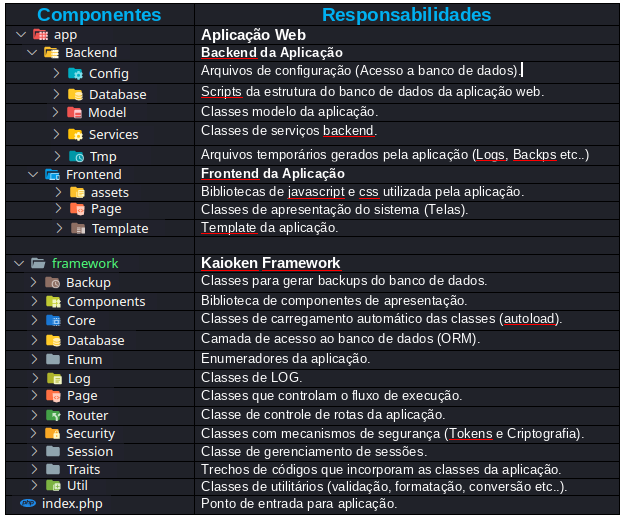 Componentes Responsabilidades
app Aplicação Web
Backend Backend da Aplicação
Config Arquivos de configuração (Acesso a banco de dados).
Database Scripts da estrutura do banco de dados da aplicação web.
Model Classes modelo da aplicação.
Services Classes de serviços backend.
Tmp Arquivos temporários gerados pela aplicação (Logs, Backps etc..)
Frontend Frontend da Aplicação
assets Bibliotecas de javascript e css utilizada pela aplicação.
Page Classes de apresentação do sistema (Telas).
Template Template da aplicação.
framework Kaioken Framework
Backup Classes para gerar backups do banco de dados.
Components Biblioteca de componentes de apresentação.
Core Classes de carregamento automático das classes (autoload).
Database Camada de acesso ao banco de dados (ORM).
Enum Enumeradores da aplicação.
Log Classes de LOG.
Page Classes que controlam o fluxo de execução.
Router Classe de controle de rotas da aplicação.
Security Classes com mecanismos de segurança (Tokens e Criptografia).
Session Classe de gerenciamento de sessões.
Traits Trechos de códigos que incorporam as classes da aplicação.
Util Classes de utilitários (validação, formatação, conversão etc..).
php index.php Ponto de entrada para aplicação.